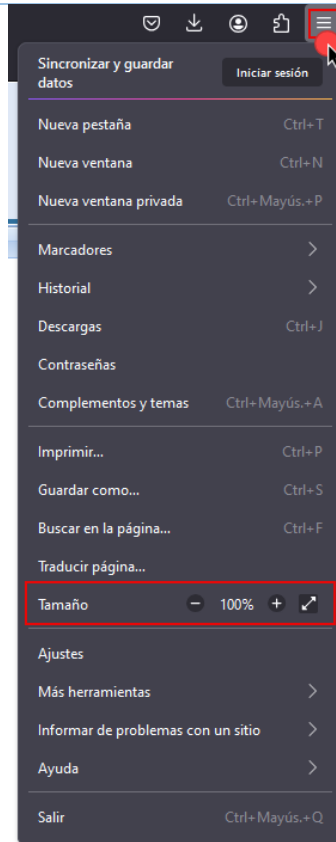 Sincronizar y guardar
datos
Iniciar sesión
Nueva pestaña Ctrl+T
Nueva ventana Ctrl+N
Nueva ventana privada Ctrl+Mayús.+P
Marcadores
Historial
Descargas Ctrl+J
Contraseñas
Complementos y temas Ctrl+Mayús.+A
Imprimir... Ctrl+P
Guardar como... Ctrl+S
Buscar en la página... Ctrl+F
Traducir página...
Tamaño − 100% +
Ajustes
Más herramientas
Informar de problemas con un sitio
Ayuda
Salir Ctrl+Mayús.+Q